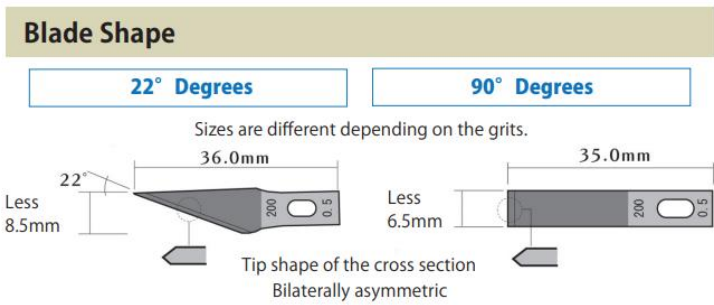 Blade Shape
22° Degrees
90° Degrees
Sizes are different depending on the grits.
36.0mm
35.0mm
22°
Less
8.5mm
200
0.5
Less
6.5mm
200
0.5
Tip shape of the cross section
Bilaterally asymmetric